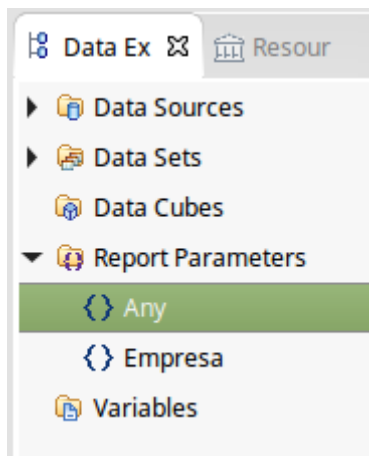 Data Ex Resour
Data Sources
Data Sets
Data Cubes
Report Parameters
{} Any
{} Empresa
Variables